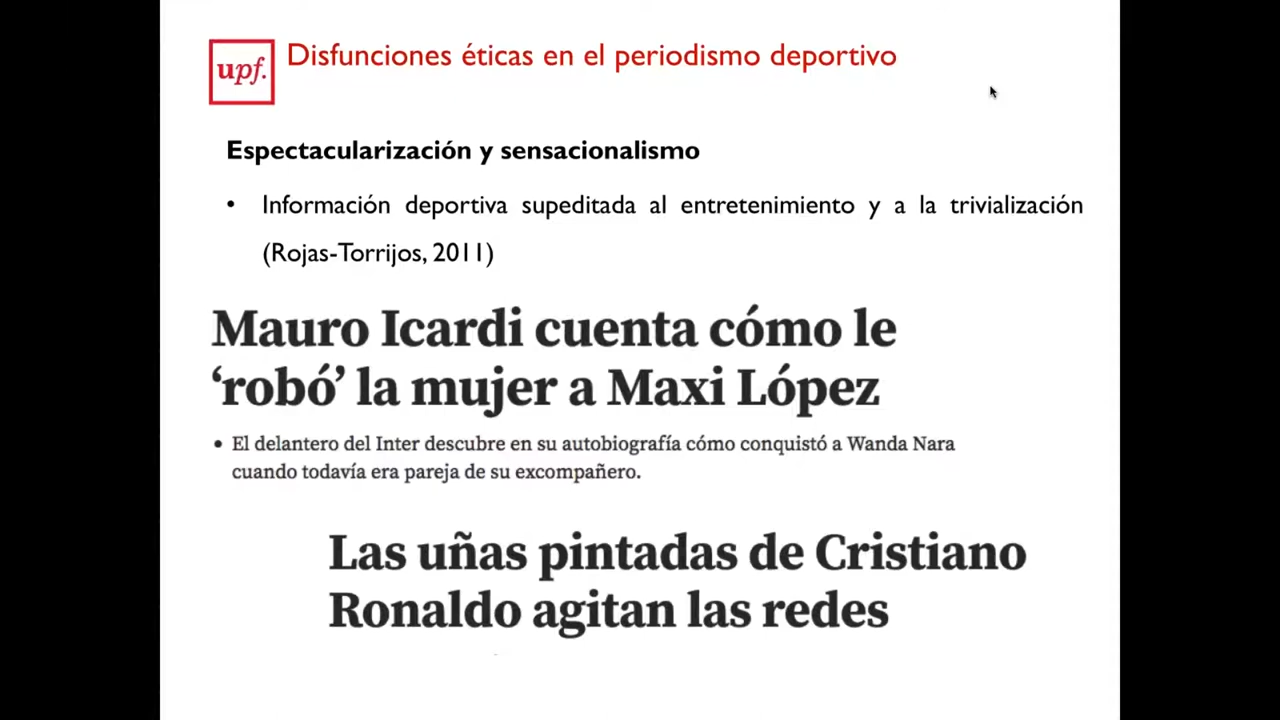 upf.
Disfunciones éticas en el periodismo deportivo
Espectacularización y sensacionalismo
• Información deportiva supeditada al entretenimiento y a la trivialización
(Rojas-Torrijos, 2011)
Mauro Icardi cuenta cómo le
‘robó’ la mujer a Maxi López
• El delantero del Inter descubre en su autobiografía cómo conquistó a Wanda Nara
cuando todavía era pareja de su excompañero.
Las uñas pintadas de Cristiano
Ronaldo agitan las redes